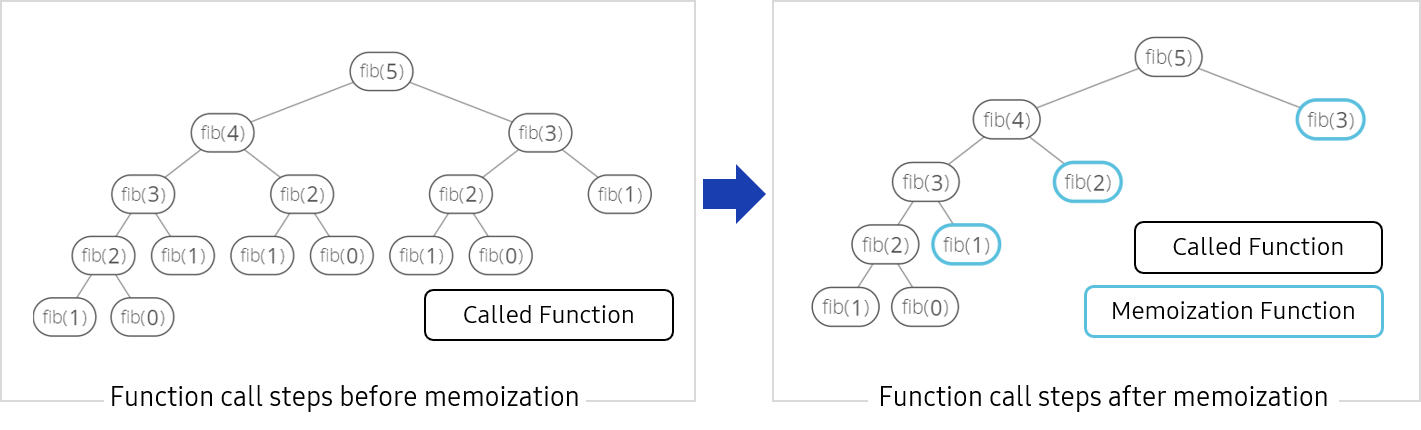 fib(5)
fib(4) fib(3)
fib(3) fib(2) fib(2) fib(1)
fib(2) fib(1) fib(1) fib(0) fib(1) fib(0)
fib(1) fib(0)
Called Function
Function call steps before memoization
fib(5)
fib(4) fib(3)
fib(3) fib(2)
fib(2) fib(1)
fib(1) fib(0)
Called Function
Memoization Function
Function call steps after memoization